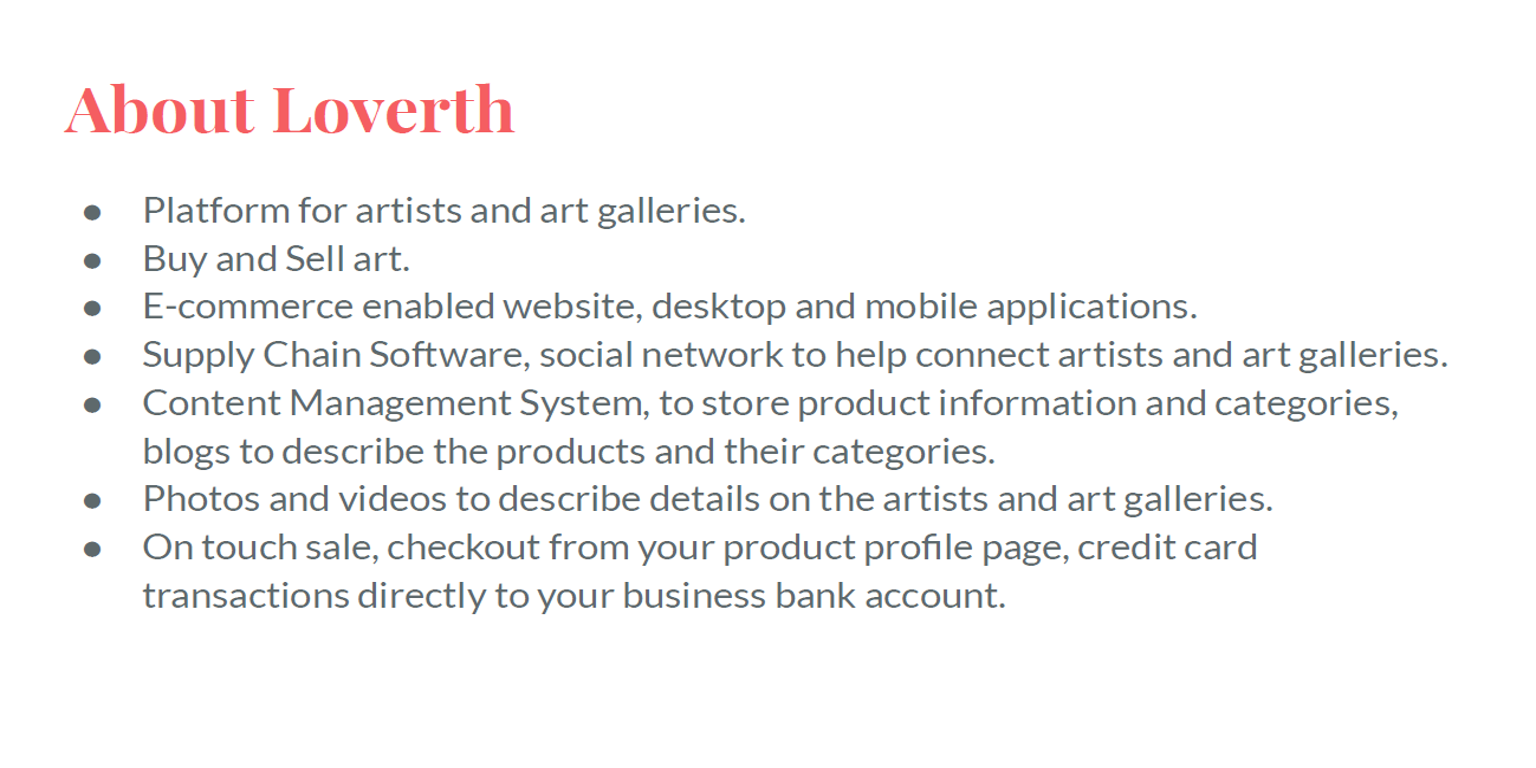 About Loverth
● Platform for artists and art galleries.
● Buy and Sell art.
● E-commerce enabled website, desktop and mobile applications.
● Supply Chain Software, social network to help connect artists and art galleries.
● Content Management System, to store product information and categories,
blogs to describe the products and their categories.
● Photos and videos to describe details on the artists and art galleries.
● On touch sale, checkout from your product profile page, credit card
transactions directly to your business bank account.